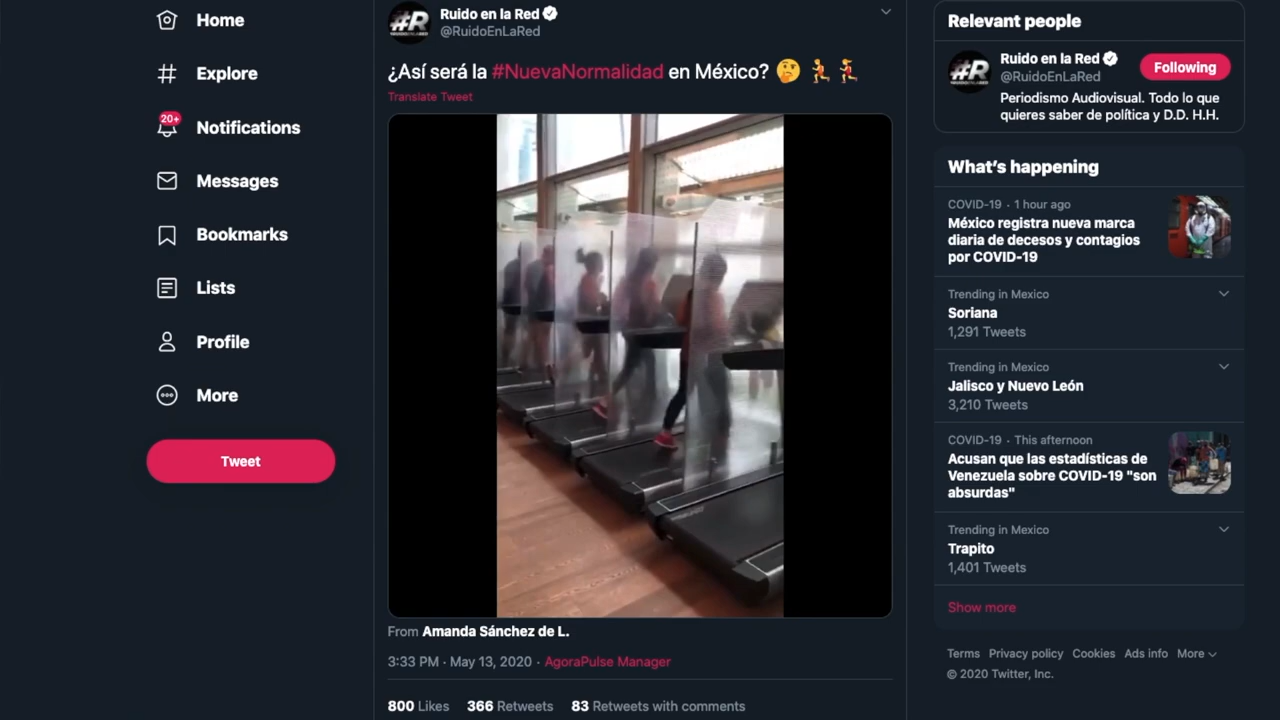 Home
Explore
20+
Notifications
Messages
Bookmarks
Lists
Profile
More
Tweet
#R
Ruido en la Red
@RuidoEnLaRed
¿Así será la #NuevaNormalidad en México? 🤔 🏃 🏃
Translate Tweet
From Amanda Sánchez de L.
3:33 PM · May 13, 2020 · AgoraPulse Manager
800 Likes 366 Retweets 83 Retweets with comments
Relevant people
#R
Ruido en la Red
@RuidoEnLaRed
Following
Periodismo Audiovisual. Todo lo que
quieres saber de política y D.D. H.H.
What's happening
COVID-19 · 1 hour ago
México registra nueva marca
diaria de decesos y contagios
por COVID-19
Trending in Mexico
Soriana
1,291 Tweets
Trending in Mexico
Jalisco y Nuevo León
3,210 Tweets
COVID-19 · This afternoon
Acusan que las estadísticas de
Venezuela sobre COVID-19 "son
absurdas"
Trending in Mexico
Trapito
1,401 Tweets
Show more
Terms Privacy policy Cookies Ads info More
© 2020 Twitter, Inc.